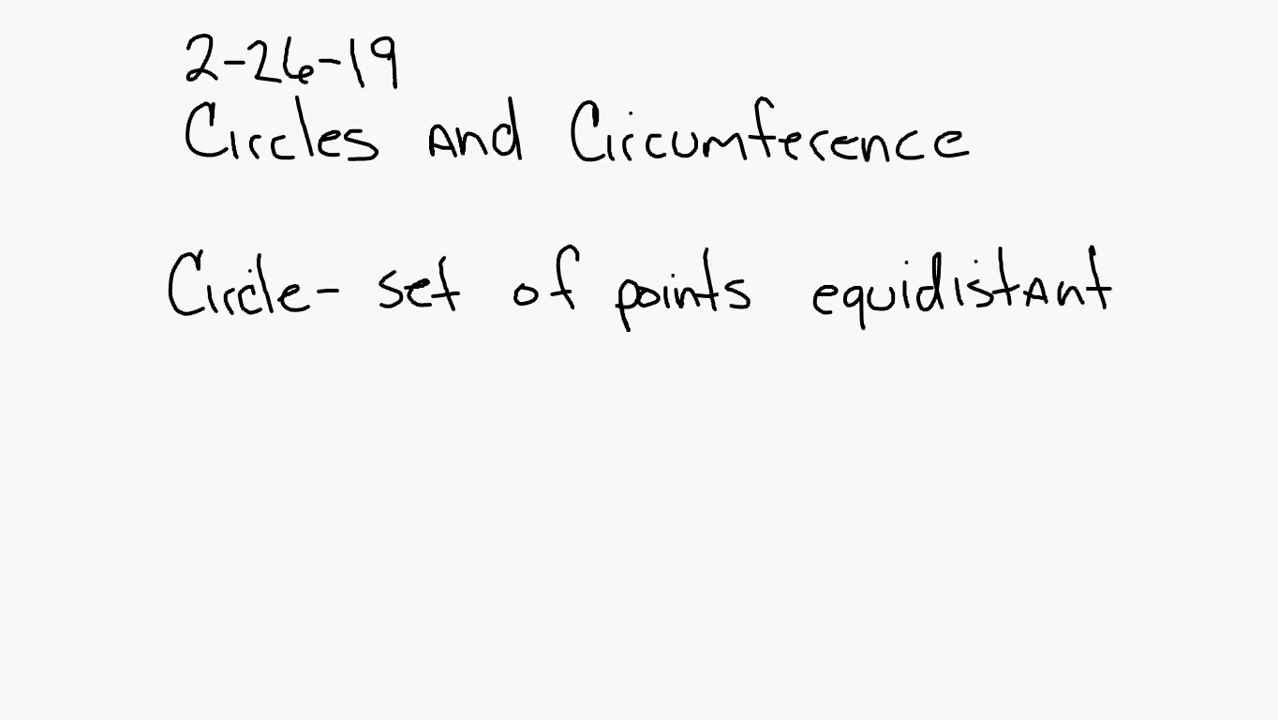 2-26-19
Circles and Circumference
Circle- set of points equidistant